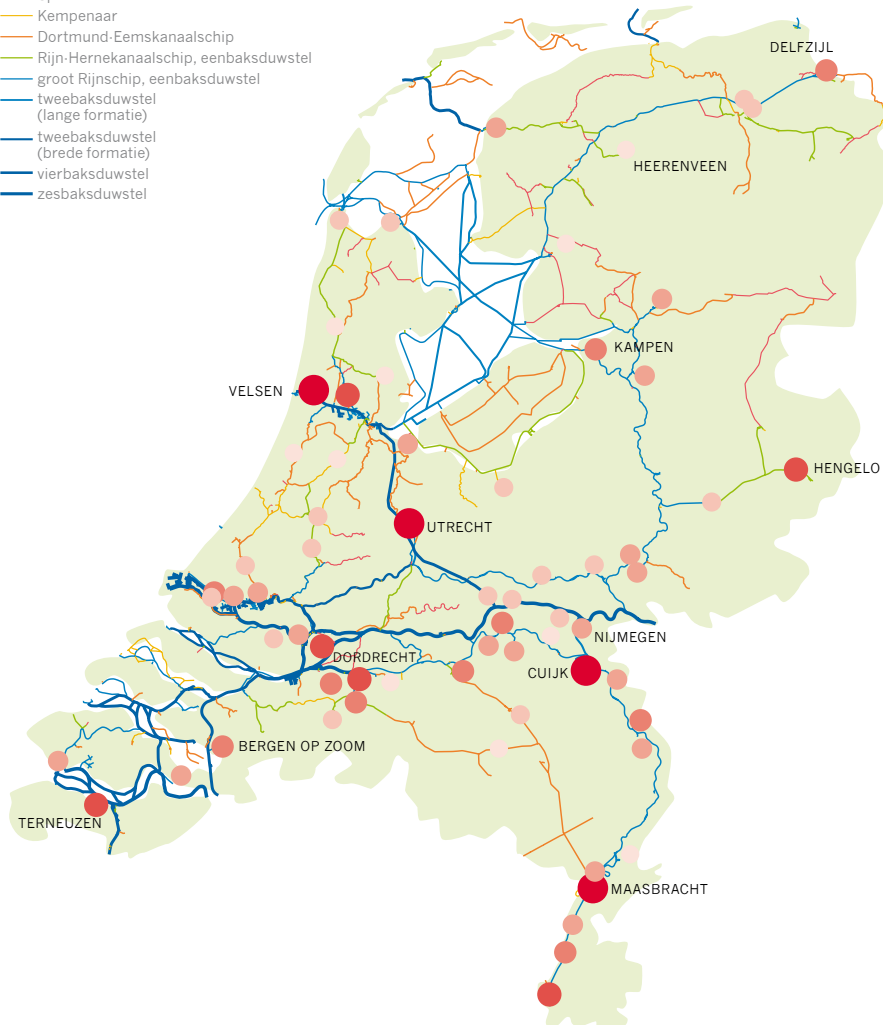 Kempenaar
Dortmund-Eemskanaalschip
Rijn-Hernekanaalschip, eenbaksduwstel
groot Rijnschip, eenbaksduwstel
tweebaksduwstel
(lange formatie)
tweebaksduwstel
(brede formatie)
vierbaksduwstel
zesbaksduwstel
DELFZIJL
HEERENVEEN
KAMPEN
VELSEN
HENGELO
UTRECHT
NIJMEGEN
DORDRECHT
CUIJK
BERGEN OP ZOOM
TERNEUZEN
MAASBRACHT